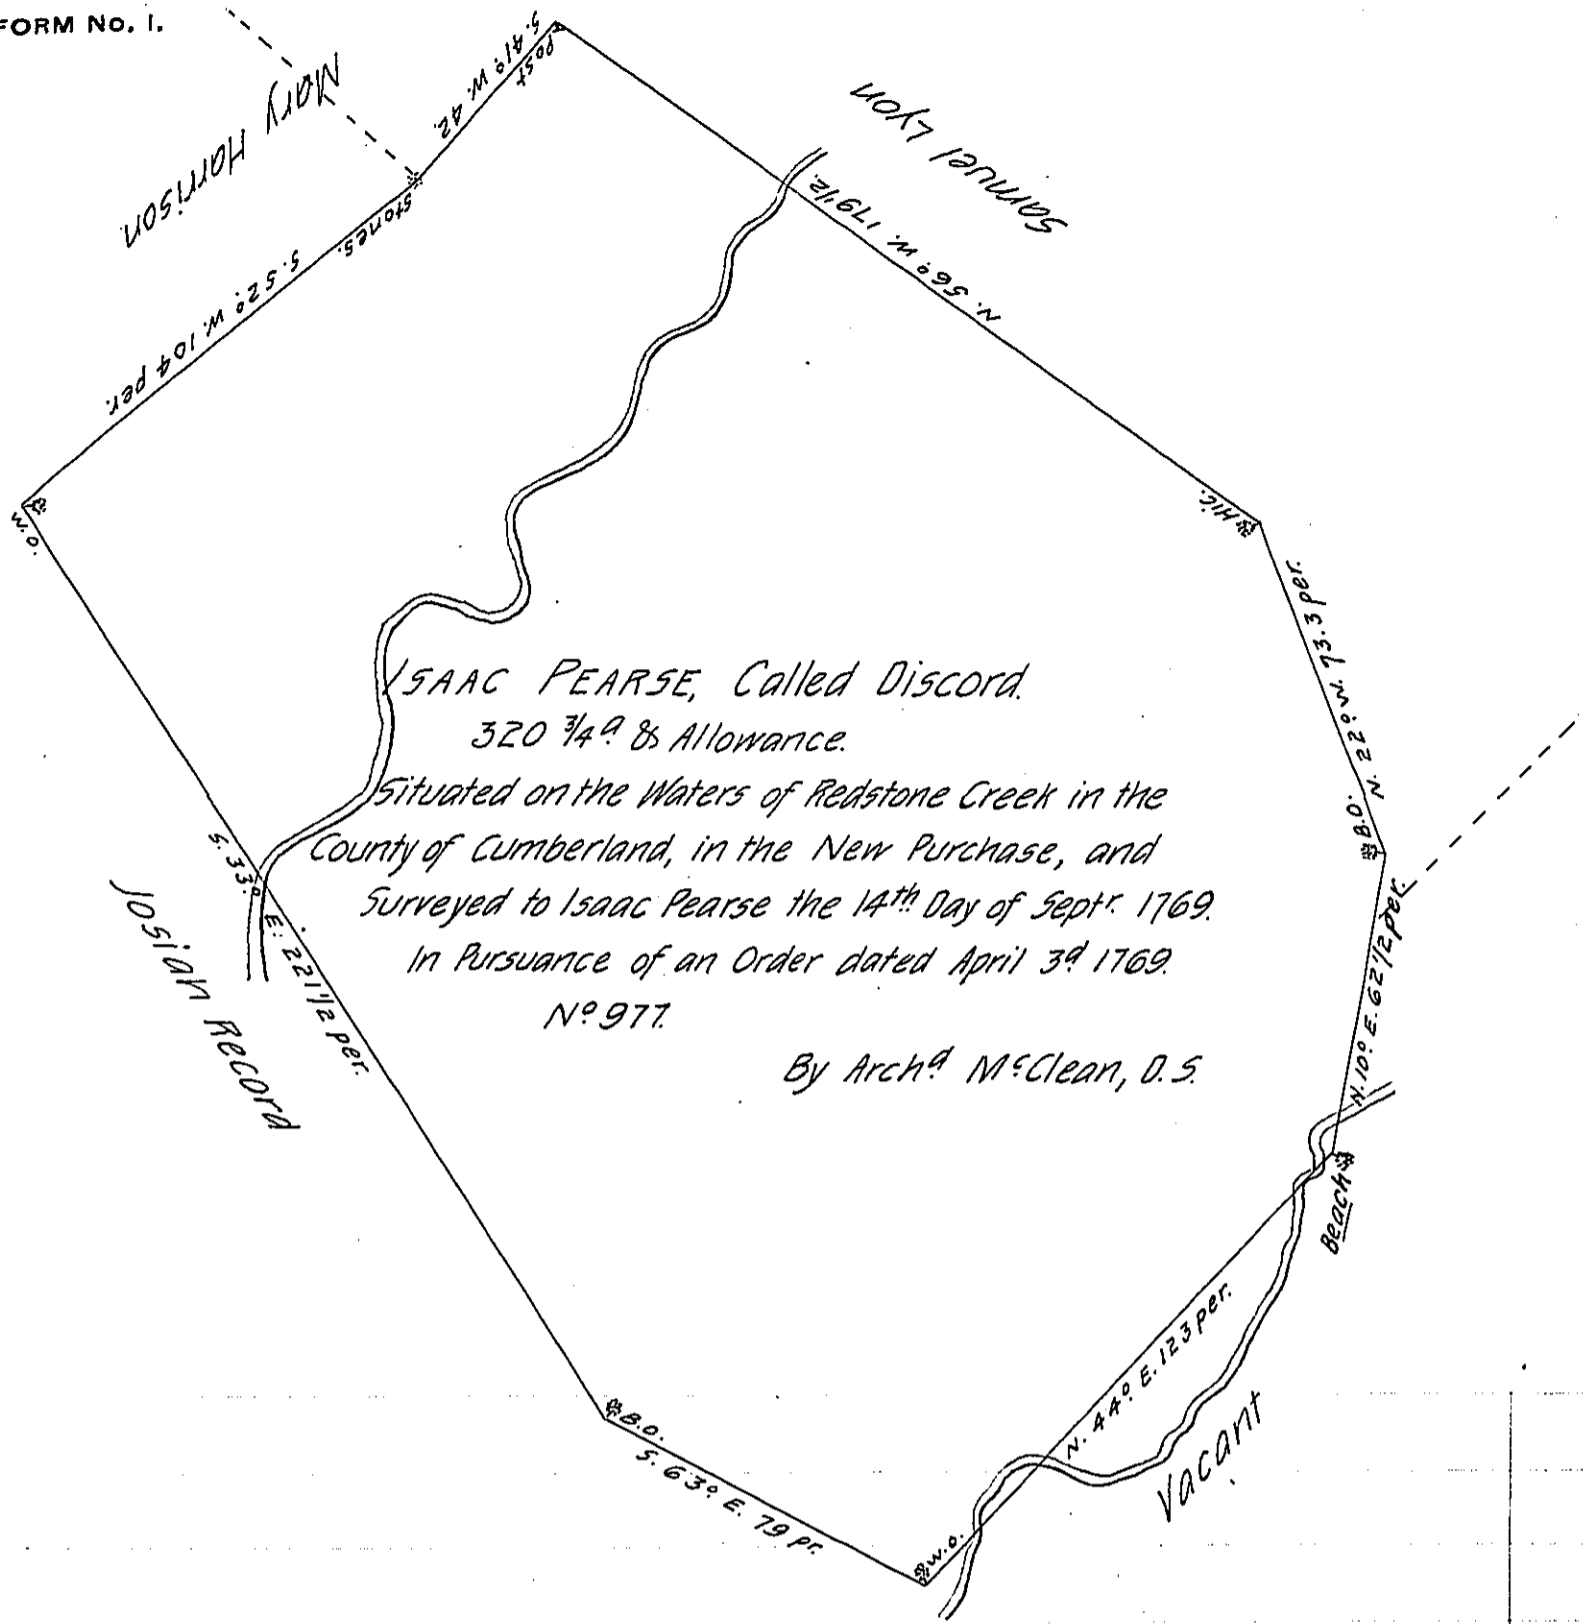 FORM No. 1.
Mary Harrison
S. 41° W. 42.
Post
Samuel Lyon
N. 56° W. 179 1/2.
Stones.
S. 52° W. 104 per.
W.O.
Hic.
N. 22° W. 73.3 per.
B.O.
N. 10° E. 62 1/2 per.
ISAAC PEARSE, Called Discord.
320 3/4 a & Allowance.
Situated on the Waters of Redstone Creek in the
County of Cumberland, in the New Purchase, and
Surveyed to Isaac Pearse the 14th Day of Septr. 1769.
In Pursuance of an Order dated April 3d 1769.
No 977.
By Archd McClean, D.S.
S. 33° E. 221 1/2 per.
Josiah Record
Beach
N. 44° E. 123 per.
Vacant
B.O.
S. 63° E. 79 pr.
W.O.